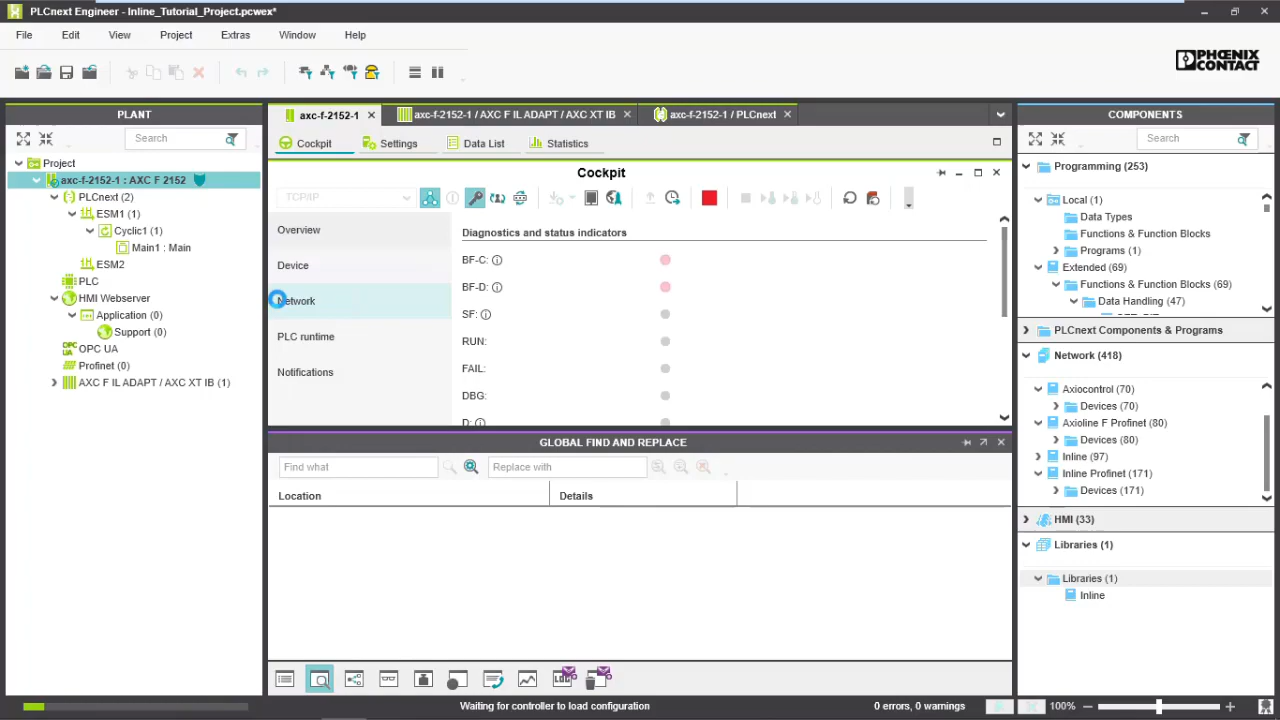 PLCnext Engineer - Inline_Tutorial_Project.pcwex*
File Edit View Project Extras Window Help
PHŒNIX
CONTACT
PLANT
Search
Project
axc-f-2152-1 : AXC F 2152
PLCnext (2)
ESM1 (1)
Cyclic1 (1)
Main1 : Main
ESM2
PLC
HMI Webserver
Application (0)
Support (0)
OPC UA
OPC UA
Profinet (0)
AXC F IL ADAPT / AXC XT IB (1)
axc-f-2152-1
AXC F IL ADAPT / AXC XT IB
axc-f-2152-1 / PLCnext
Cockpit
Settings
Data List
Statistics
Cockpit
TCP/IP
Overview
Device
Network
PLC runtime
Notifications
Diagnostics and status indicators
BF-C:
BF-D:
SF:
RUN:
FAIL:
DBG:
D:
GLOBAL FIND AND REPLACE
Find what
Replace with
Location
Details
LOG
COMPONENTS
Search
Programming (253)
Local (1)
Data Types
Functions & Function Blocks
Programs (1)
Extended (69)
Functions & Function Blocks (69)
Data Handling (47)
PLCnext Components & Programs
Network (418)
Axiocontrol (70)
Devices (70)
Axioline F Profinet (80)
Devices (80)
Inline (97)
Inline Profinet (171)
Devices (171)
HMI (33)
Libraries (1)
Libraries (1)
Inline
Waiting for controller to load configuration
0 errors, 0 warnings
100%